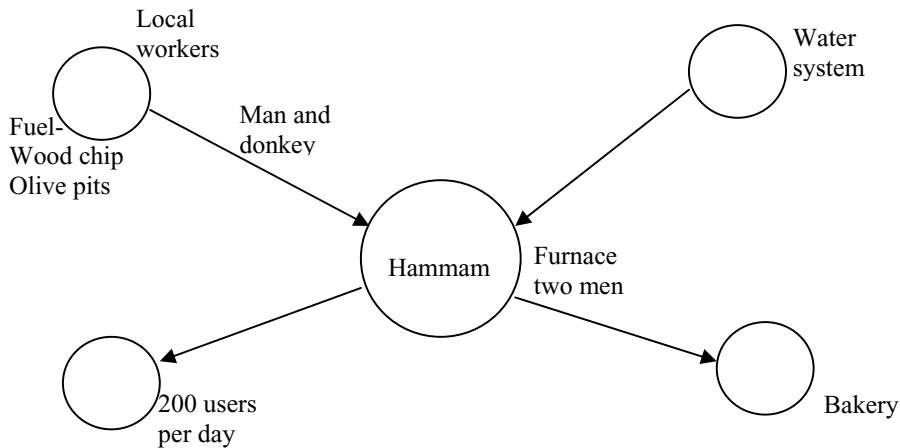 Local
workers
Water
system
Man and
donkey
Fuel-
Wood chip
Olive pits
Hammam
Furnace
two men
200 users
per day
Bakery